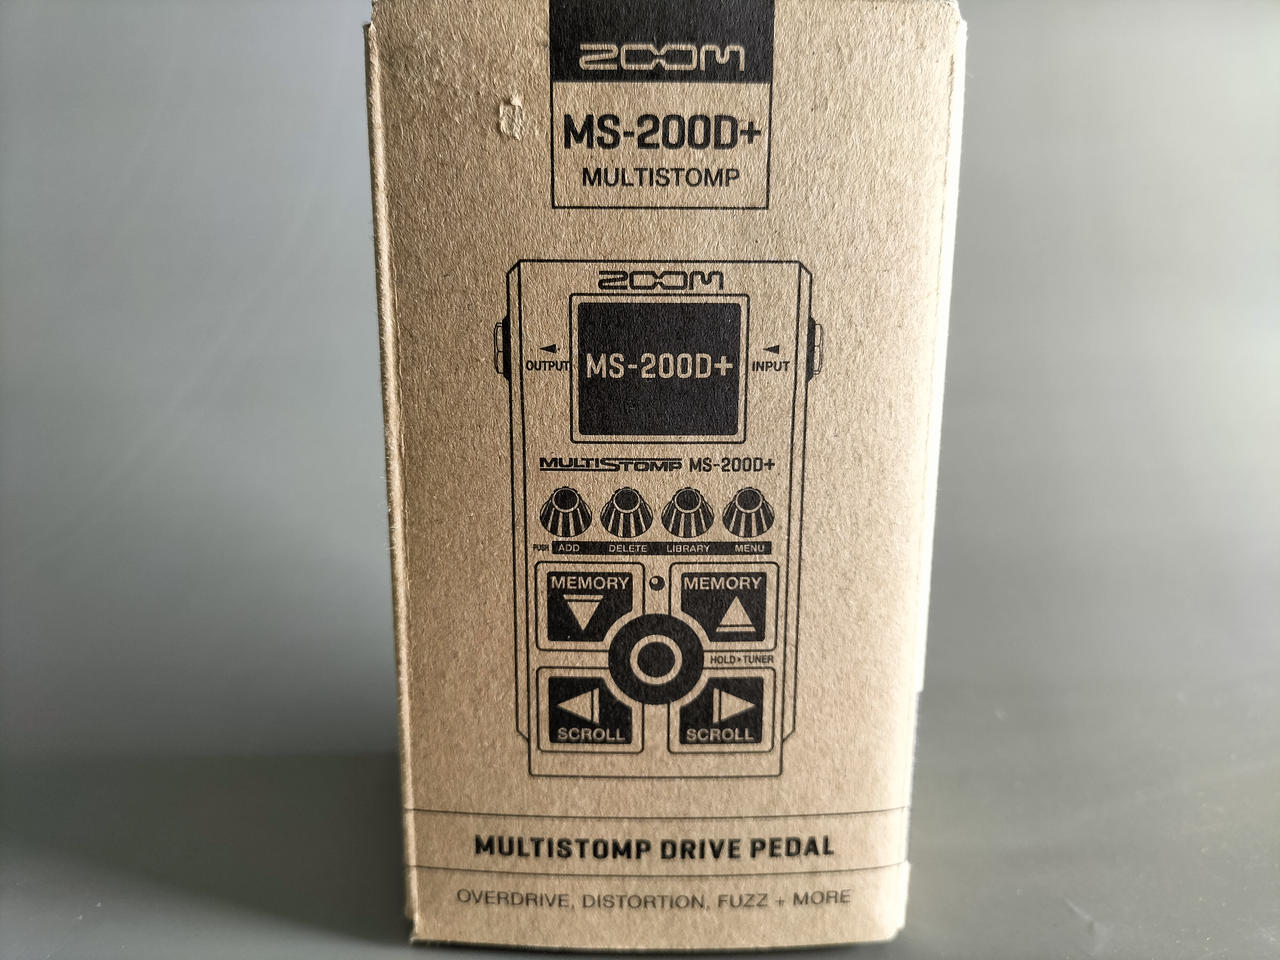 ZOOM
MS-200D+
MULTISTOMP
ZOOM
OUTPUT MS-200D+ INPUT
MULTISTOMP MS-200D+
PUSH ADD DELETE LIBRARY MENU
MEMORY MEMORY
HOLD▸TUNER
SCROLL SCROLL
MULTISTOMP DRIVE PEDAL
OVERDRIVE, DISTORTION, FUZZ + MORE